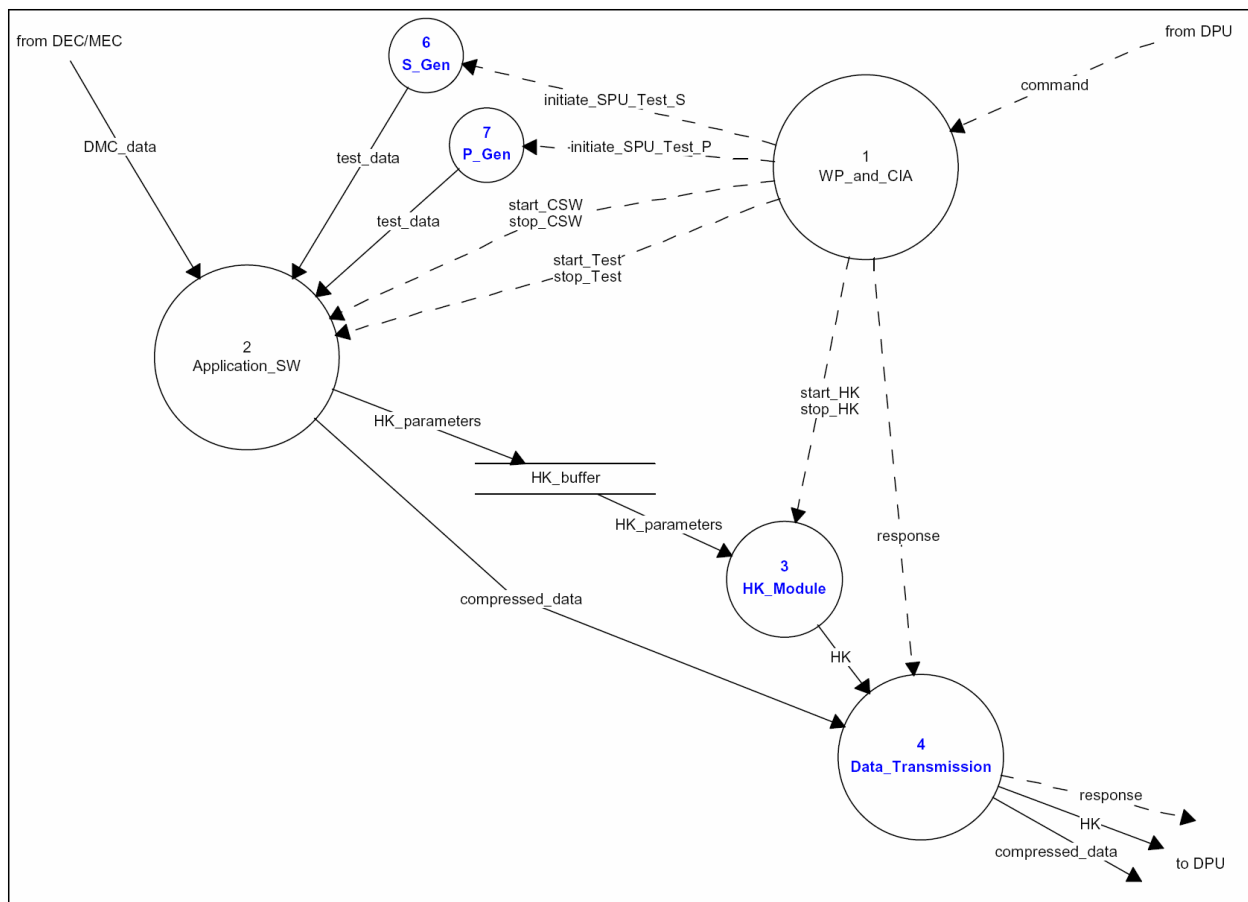 from DEC/MEC
6
S_Gen
from DPU
command
initiate_SPU_Test_S
DMC_data
7
P_Gen
-initiate_SPU_Test_P
test_data
1
WP_and_CIA
test_data
start_CSW
stop_CSW
start_Test
stop_Test
2
Application_SW
start_HK
stop_HK
HK_parameters
HK_buffer
HK_parameters
response
3
HK_Module
compressed_data
HK
4
Data_Transmission
response
HK
compressed_data
to DPU